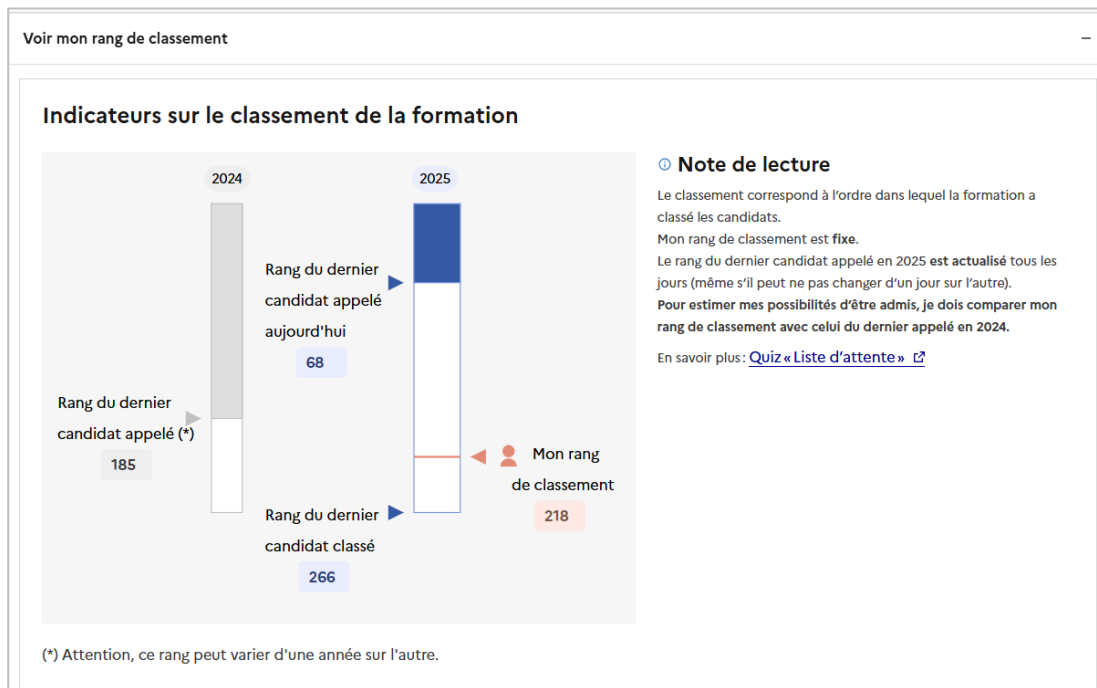 Voir mon rang de classement
–
Indicateurs sur le classement de la formation
2024
2025
Rang du dernier
candidat appelé
aujourd'hui
68
Rang du dernier
candidat appelé (*)
185
Mon rang
de classement
218
Rang du dernier
candidat classé
266
Note de lecture
Le classement correspond à l'ordre dans lequel la formation a
classé les candidats.
Mon rang de classement est fixe.
Le rang du dernier candidat appelé en 2025 est actualisé tous les
jours (même s'il peut ne pas changer d'un jour sur l'autre).
Pour estimer mes possibilités d'être admis, je dois comparer mon
rang de classement avec celui du dernier appelé en 2024.
En savoir plus : Quiz « Liste d'attente »
(*) Attention, ce rang peut varier d'une année sur l'autre.